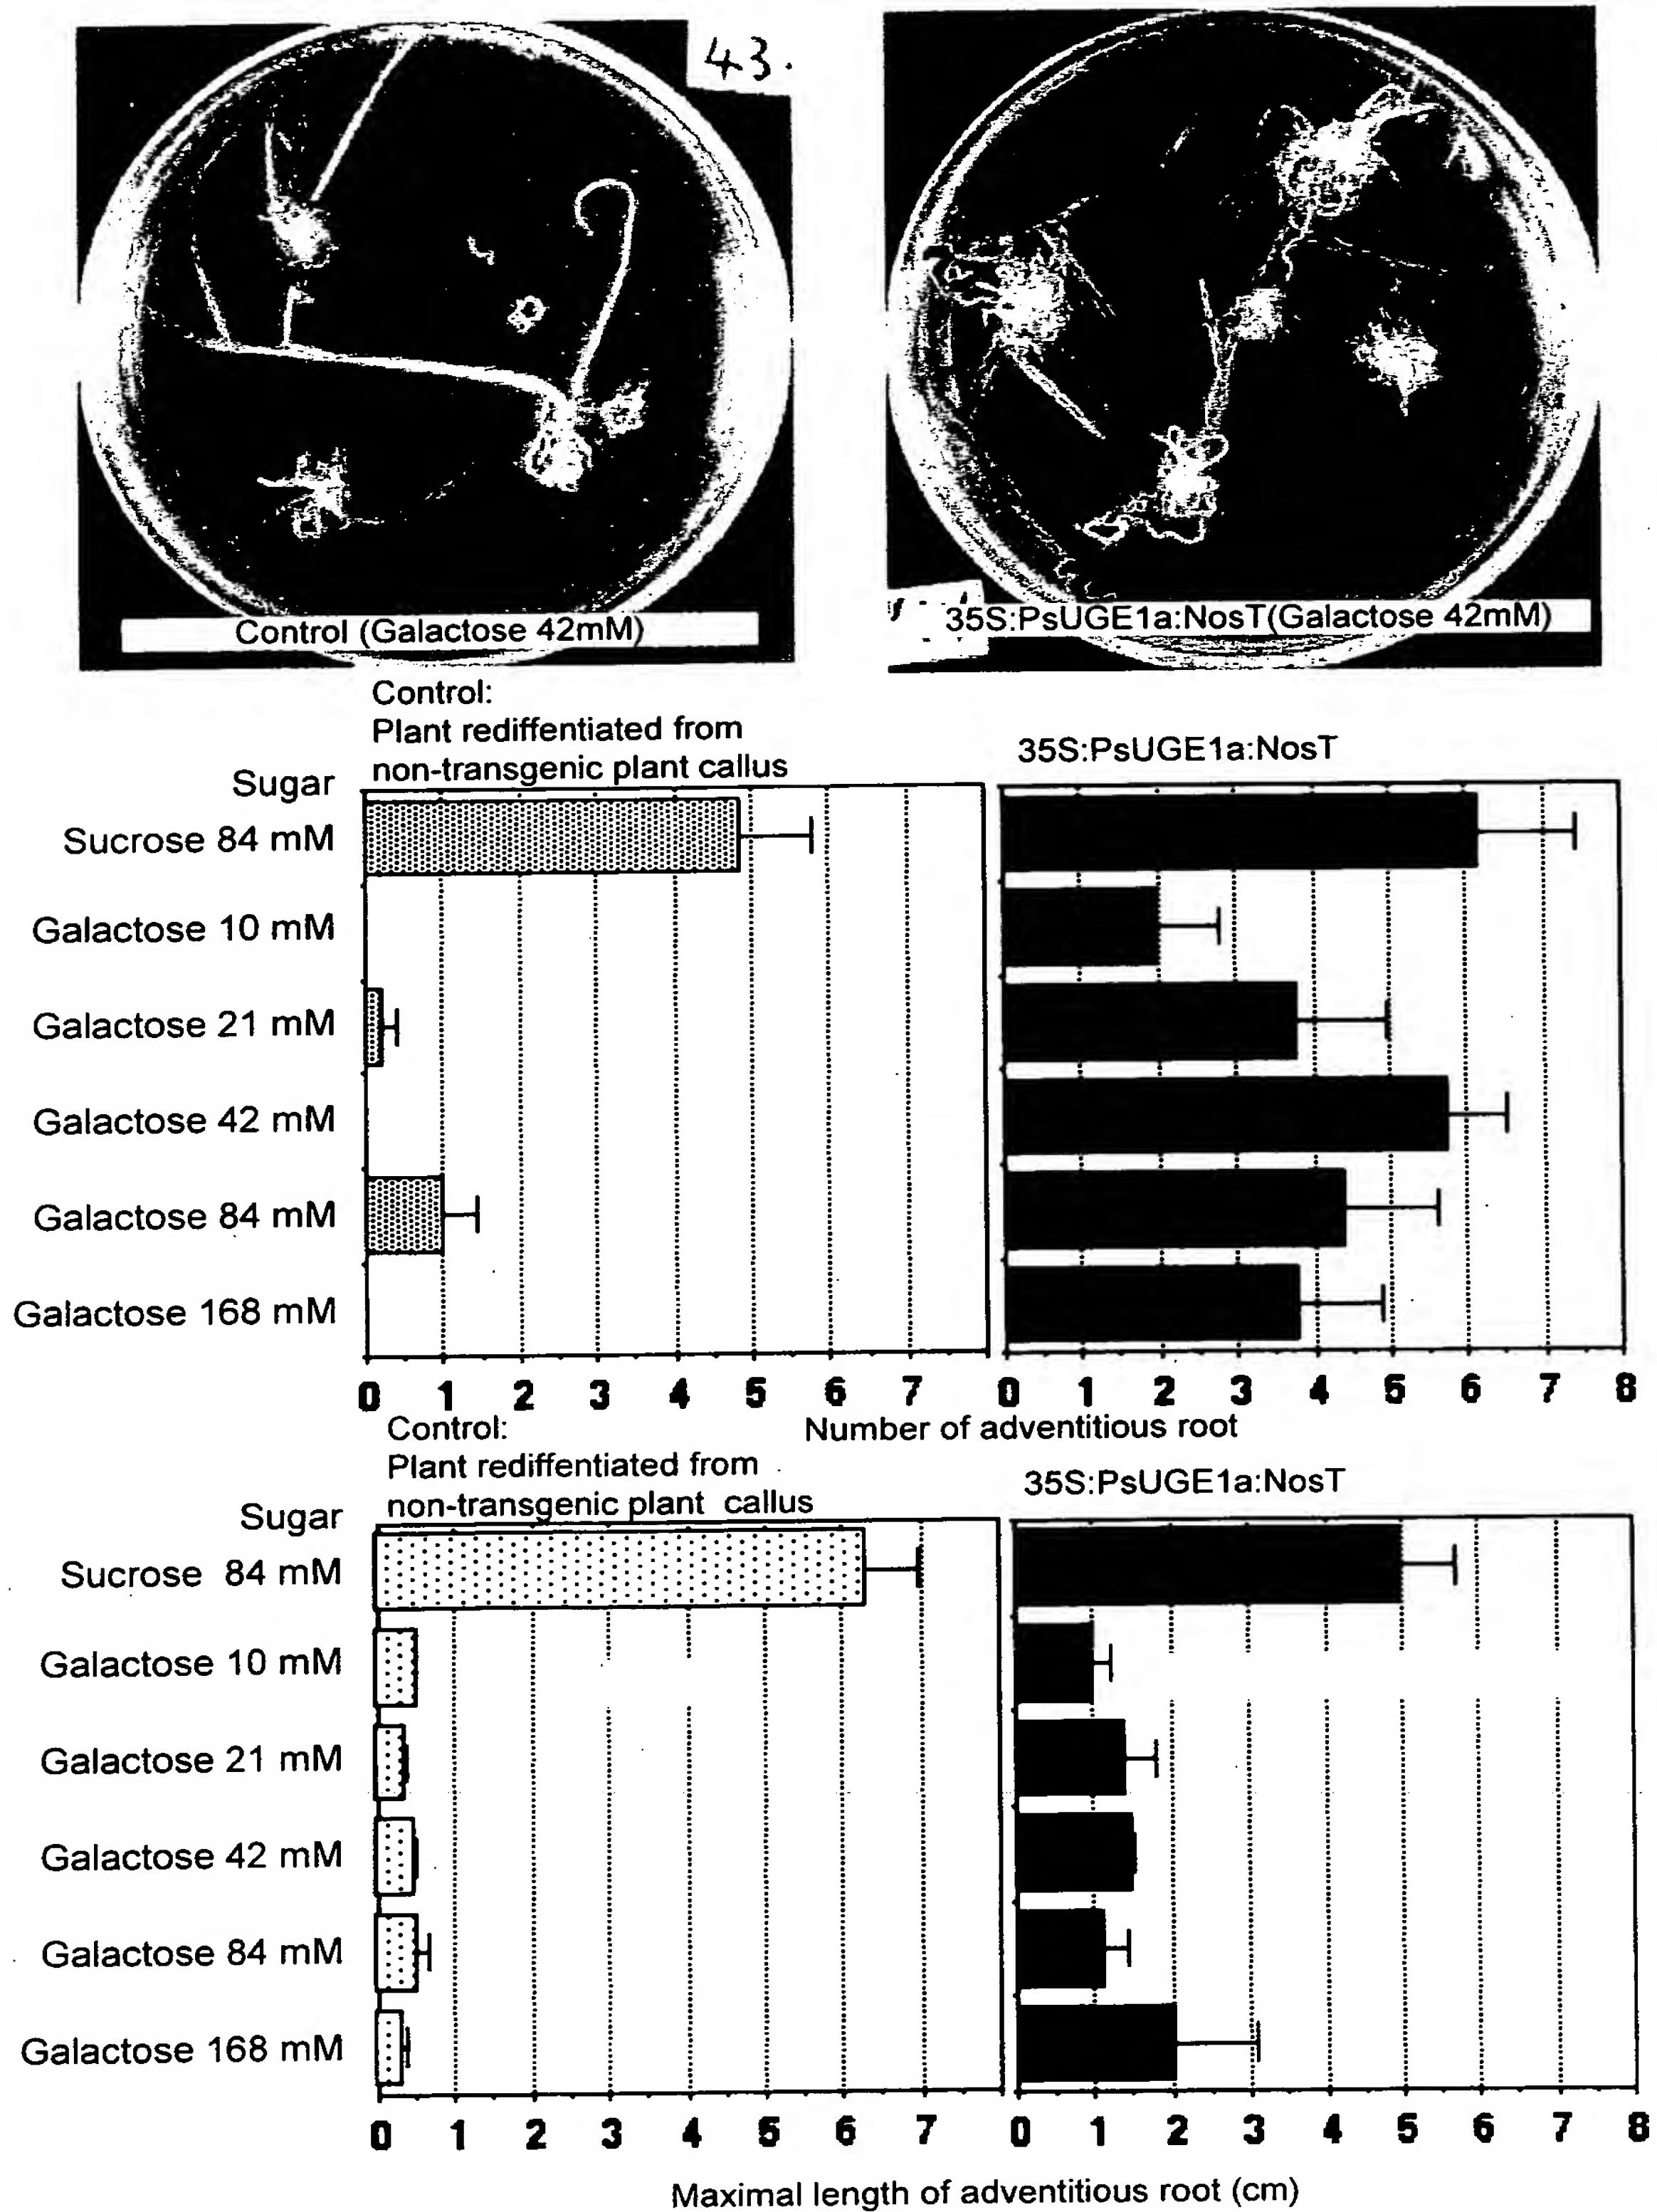 43.
Control (Galactose 42mM)
35S:PsUGE1a:NosT(Galactose 42mM)
Control:
Plant rediffentiated from
non-transgenic plant callus
35S:PsUGE1a:NosT
Sugar
Sucrose 84 mM
Galactose 10 mM
Galactose 21 mM
Galactose 42 mM
Galactose 84 mM
Galactose 168 mM
0 1 2 3 4 5 6 7
0 1 2 3 4 5 6 7 8
Number of adventitious root
Control:
Plant rediffentiated from
non-transgenic plant callus
35S:PsUGE1a:NosT
Sugar
Sucrose 84 mM
Galactose 10 mM
Galactose 21 mM
Galactose 42 mM
Galactose 84 mM
Galactose 168 mM
0 1 2 3 4 5 6 7
0 1 2 3 4 5 6 7 8
Maximal length of adventitious root (cm)